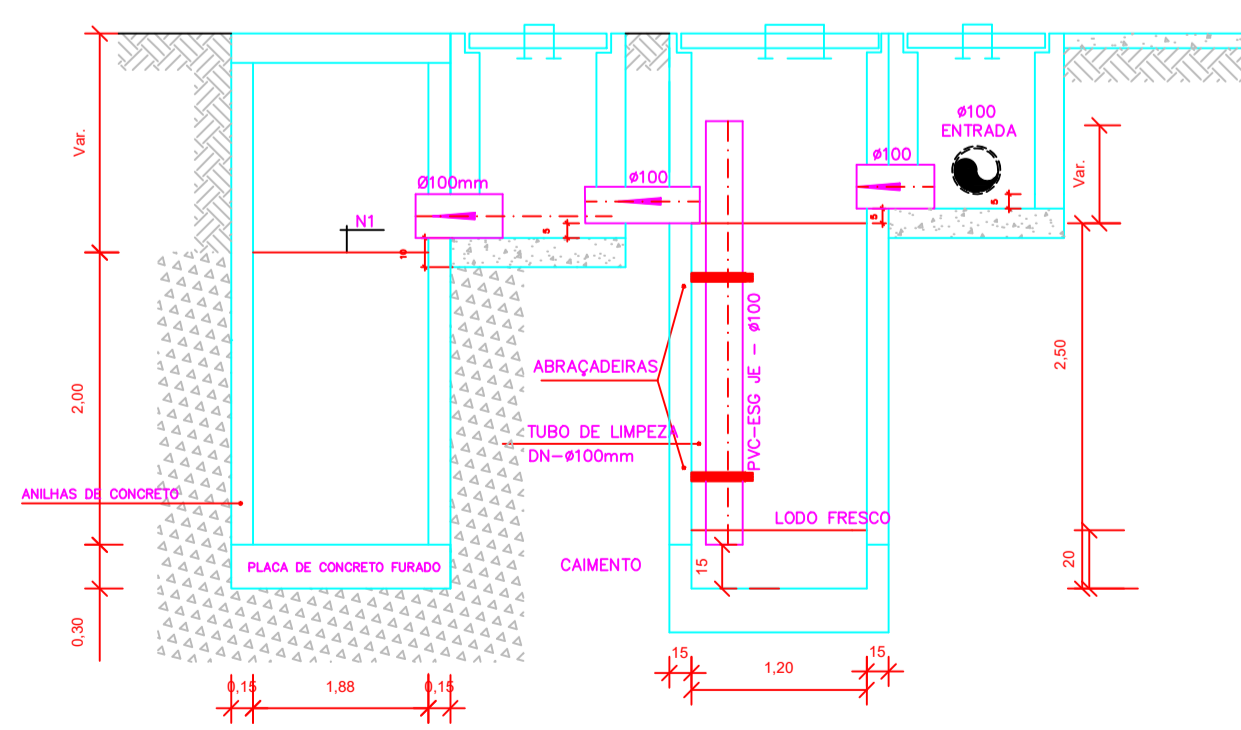 Var.
Ø100mm
N1
10
5
ø100
ø100
ø100
ENTRADA
5
5
Var.
2,00
ABRAÇADEIRAS
TUBO DE LIMPEZA
DN-Ø100mm
PVC-ESG JE - ø100
2,50
ANILHAS DE CONCRETO
LODO FRESCO
PLACA DE CONCRETO FURADO
CAIMENTO
15
20
0,30
0,15
1,88
0,15
15
1,20
15